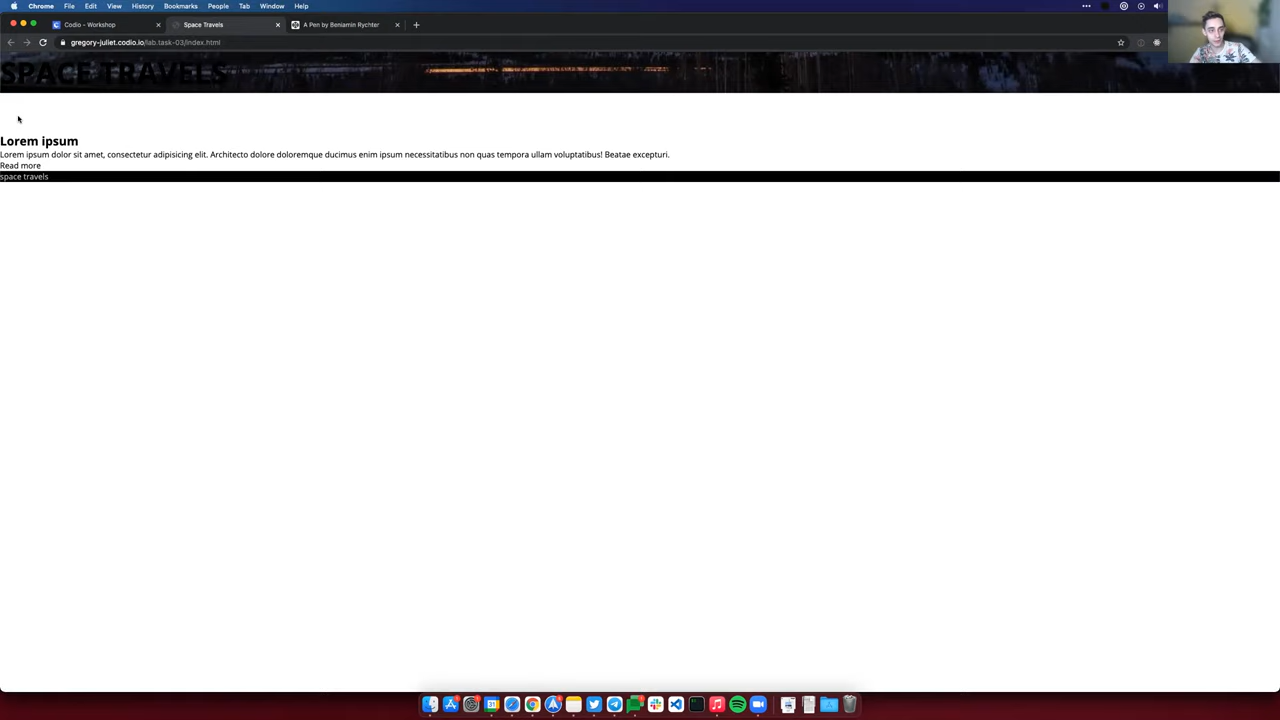 Chrome File Edit View History Bookmarks People Tab Window Help
Codio - Workshop
Space Travels
A Pen by Beniamin Rychter
gregory-juliet.codio.io/lab.task-03/index.html
SPACE TRAVELS
Lorem ipsum
Lorem ipsum dolor sit amet, consectetur adipisicing elit. Architecto dolore doloremque ducimus enim ipsum necessitatibus non quas tempora ullam voluptatibus! Beatae excepturi.
Read more
space travels